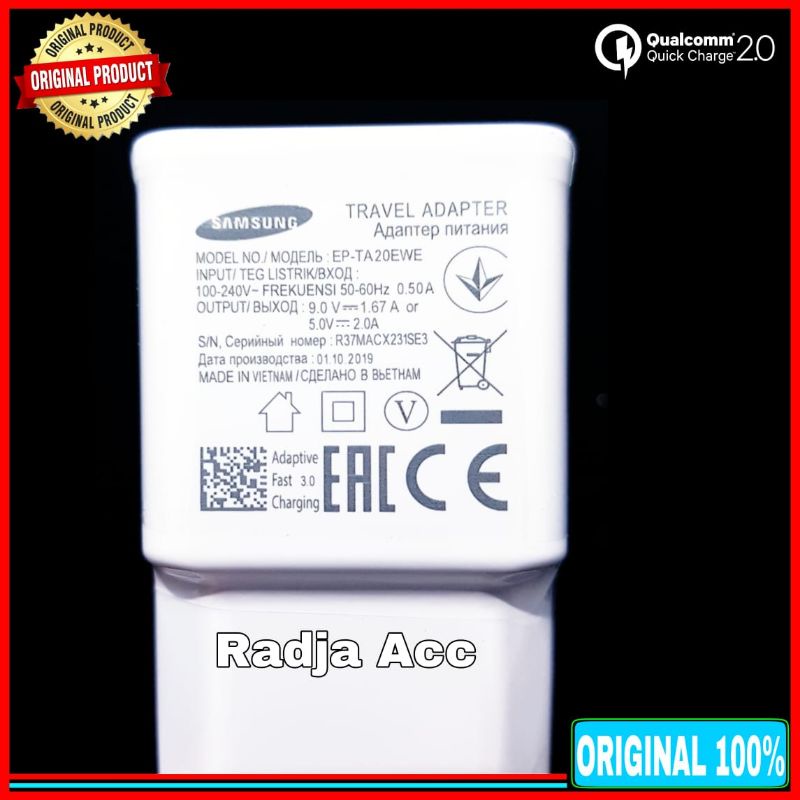 ORIGINAL PRODUCT
ORIGINAL PRODUCT
ORIGINAL PRODUCT
Qualcomm
Quick Charge 2.0
SAMSUNG
TRAVEL ADAPTER
Адаптер питания
MODEL NO./ МОДЕЛЬ : EP-TA20EWE
INPUT/ TEG LISTRIK/ВХОД :
100-240V~ FREKUENSI 50-60Hz 0.50A
OUTPUT/ ВЫХОД : 9.0 V⎓1.67 A or
5.0V⎓ 2.0A
S/N, Серийный номер : R37MACX231SE3
Дата производства : 01.10.2019
MADE IN VIETNAM / СДЕЛАНО В ВЬЕТНАМ
V
Adaptive
Fast 3.0
Charging
EAC CE
Radja Acc
ORIGINAL 100%